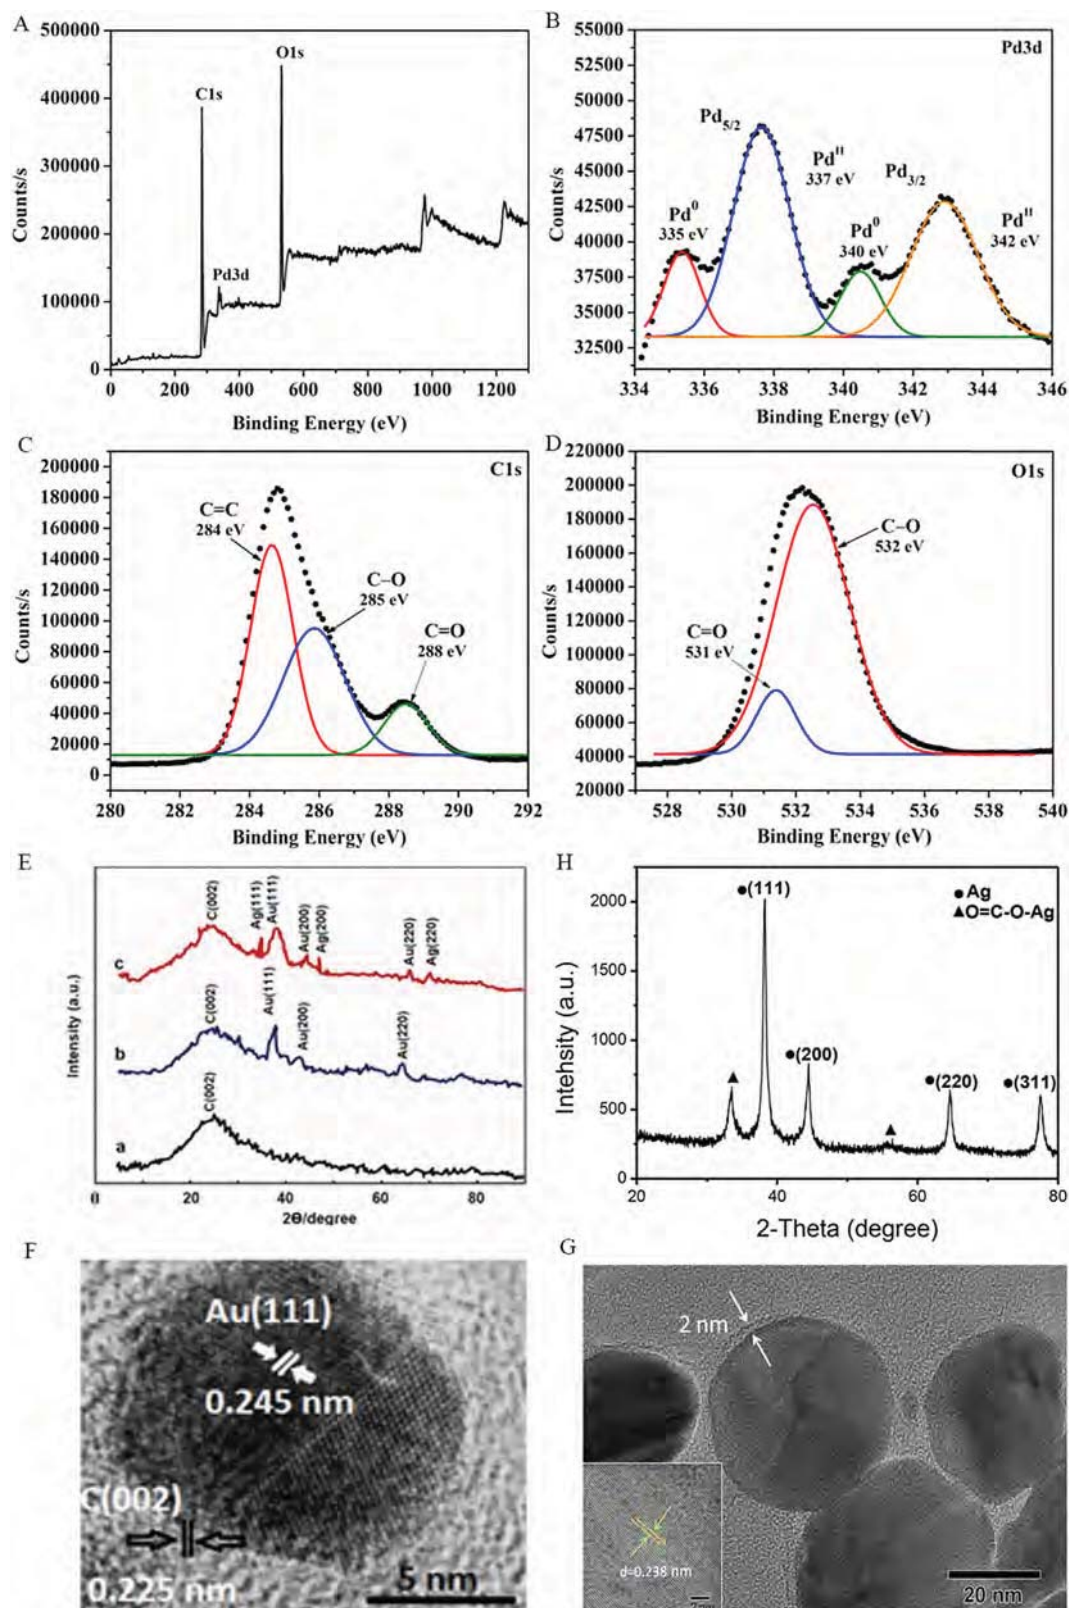 A
500000
400000
300000
200000
100000
0
Counts/s
C1s
O1s
Pd3d
0 200 400 600 800 1000 1200
Binding Energy (eV)
B
55000
52500
50000
47500
45000
42500
40000
37500
35000
32500
Counts/s
Pd3d
Pd5/2
PdII
337 eV
Pd3/2
Pd0
335 eV
Pd0
340 eV
PdII
342 eV
334 336 338 340 342 344 346
Binding Energy (eV)
C
200000
180000
160000
140000
120000
100000
80000
60000
40000
20000
0
Counts/s
C1s
C=C
284 eV
C–O
285 eV
C=O
288 eV
280 282 284 286 288 290 292
Binding Energy (eV)
D
220000
200000
180000
160000
140000
120000
100000
80000
60000
40000
20000
Counts/s
O1s
C–O
532 eV
C=O
531 eV
528 530 532 534 536 538 540
Binding Energy (eV)
E
Intensity (a.u.)
c
C(002)
Ag(111)
Au(111)
Au(200)
Ag(200)
Au(220)
Ag(220)
b
C(002)
Au(111)
Au(200)
Au(220)
a
C(002)
0 20 40 60 80
2Θ/degree
H
2000
1500
1000
500
0
Intehsity (a.u.)
●(111)
●Ag
▲O=C-O-Ag
▲
●(200)
▲
●(220)
●(311)
20 40 60 80
2-Theta (degree)
F
Au(111)
0.245 nm
C(002)
0.225 nm
5 nm
G
2 nm
d=0.238 nm
20 nm